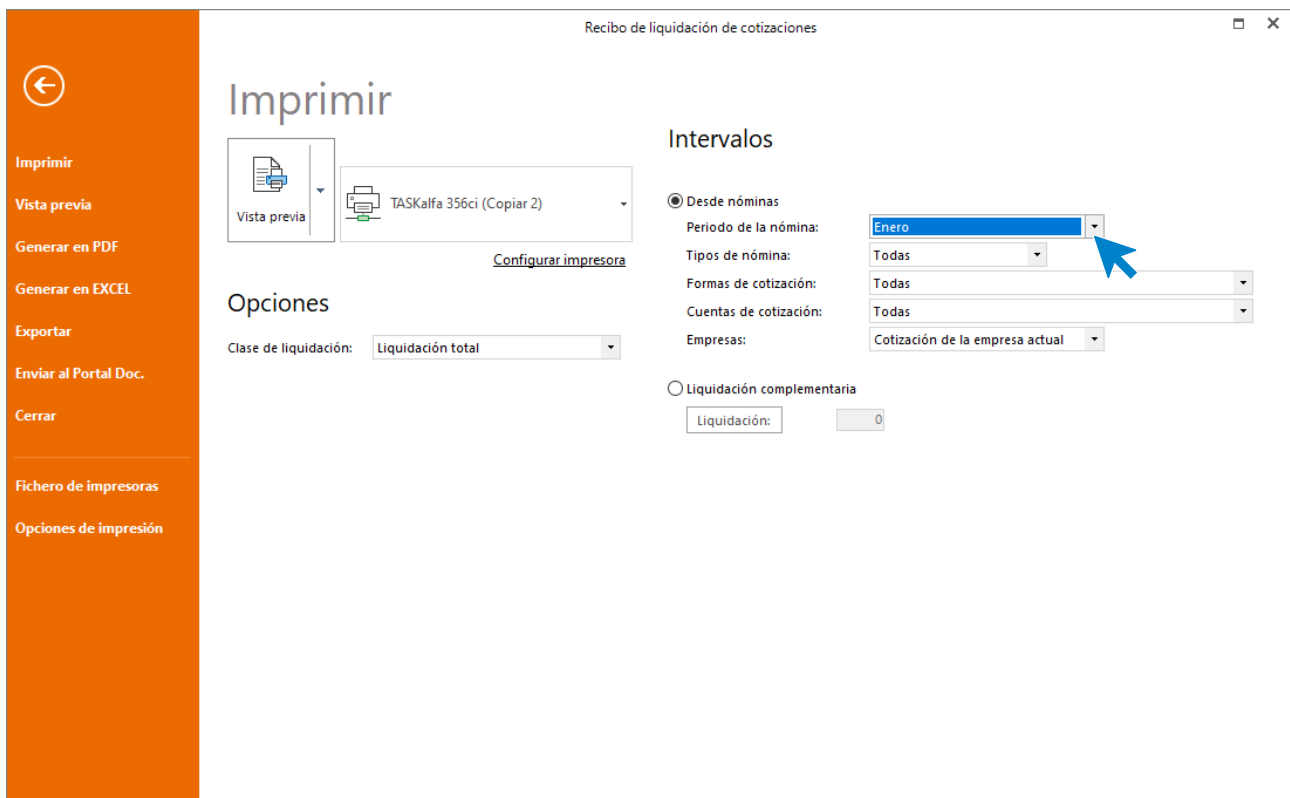 Recibo de liquidación de cotizaciones
Imprimir
Vista previa
Generar en PDF
Generar en EXCEL
Exportar
Enviar al Portal Doc.
Cerrar
Fichero de impresoras
Opciones de impresión
Imprimir
Vista previa
TASKalfa 356ci (Copiar 2)
Configurar impresora
Opciones
Clase de liquidación: Liquidación total
Intervalos
Desde nóminas
Periodo de la nómina: Enero
Tipos de nómina: Todas
Formas de cotización: Todas
Cuentas de cotización: Todas
Empresas: Cotización de la empresa actual
Liquidación complementaria
Liquidación: 0